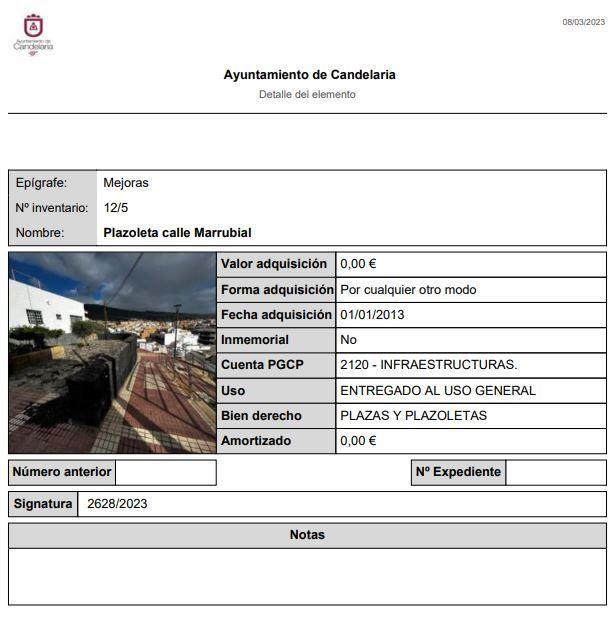 08/03/2023
Ayuntamiento de
Candelaria
Ayuntamiento de Candelaria
Detalle del elemento
Epígrafe: Mejoras
Nº inventario: 12/5
Nombre: Plazoleta calle Marrubial
Valor adquisición 0,00 €
Forma adquisición Por cualquier otro modo
Fecha adquisición 01/01/2013
Inmemorial No
Cuenta PGCP 2120 - INFRAESTRUCTURAS.
Uso ENTREGADO AL USO GENERAL
Bien derecho PLAZAS Y PLAZOLETAS
Amortizado 0,00 €
Número anterior Nº Expediente
Signatura 2628/2023
Notas